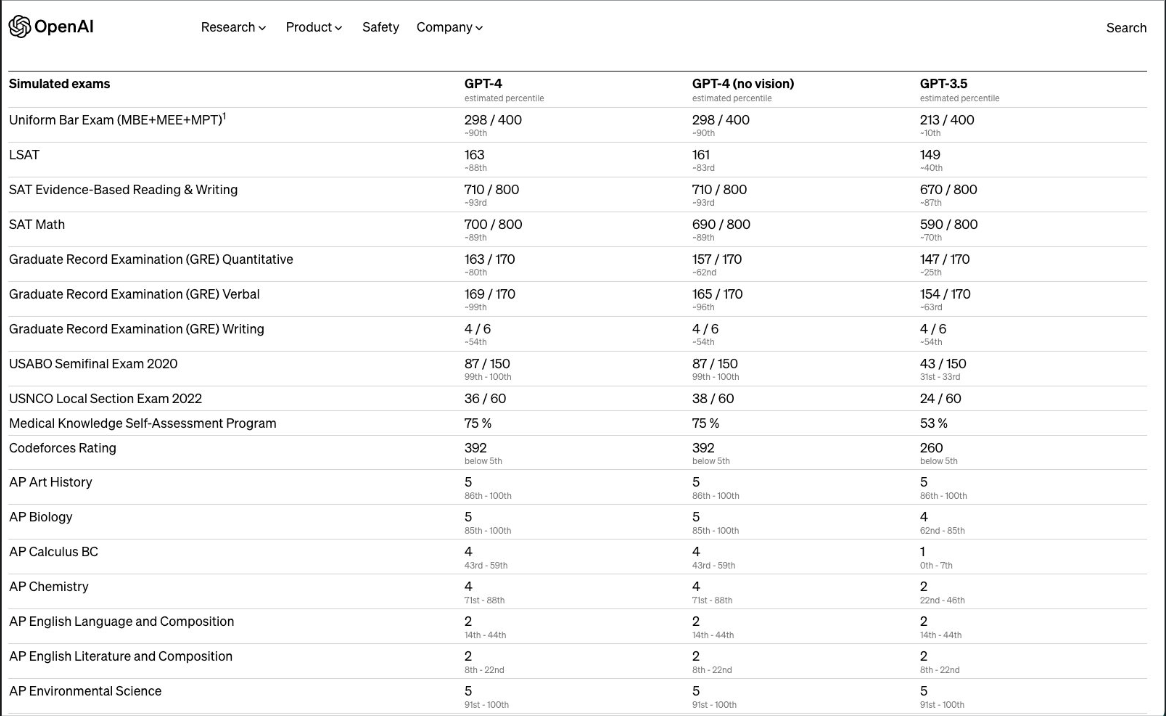 OpenAI Research Product Safety Company Search
Simulated exams GPT-4 GPT-4 (no vision) GPT-3.5
estimated percentile estimated percentile estimated percentile
Uniform Bar Exam (MBE+MEE+MPT)1 298 / 400 298 / 400 213 / 400
~90th ~90th ~10th
LSAT 163 161 149
~88th ~83rd ~40th
SAT Evidence-Based Reading & Writing 710 / 800 710 / 800 670 / 800
~93rd ~93rd ~87th
SAT Math 700 / 800 690 / 800 590 / 800
~89th ~89th ~70th
Graduate Record Examination (GRE) Quantitative 163 / 170 157 / 170 147 / 170
~80th ~62nd ~25th
Graduate Record Examination (GRE) Verbal 169 / 170 165 / 170 154 / 170
~99th ~96th ~63rd
Graduate Record Examination (GRE) Writing 4 / 6 4 / 6 4 / 6
~54th ~54th ~54th
USABO Semifinal Exam 2020 87 / 150 87 / 150 43 / 150
99th - 100th 99th - 100th 31st - 33rd
USNCO Local Section Exam 2022 36 / 60 38 / 60 24 / 60
Medical Knowledge Self-Assessment Program 75 % 75 % 53 %
Codeforces Rating 392 392 260
below 5th below 5th below 5th
AP Art History 5 5 5
86th - 100th 86th - 100th 86th - 100th
AP Biology 5 5 4
85th - 100th 85th - 100th 62nd - 85th
AP Calculus BC 4 4 1
43rd - 59th 43rd - 59th 0th - 7th
AP Chemistry 4 4 2
71st - 88th 71st - 88th 22nd - 46th
AP English Language and Composition 2 2 2
14th - 44th 14th - 44th 14th - 44th
AP English Literature and Composition 2 2 2
8th - 22nd 8th - 22nd 8th - 22nd
AP Environmental Science 5 5 5
91st - 100th 91st - 100th 91st - 100th